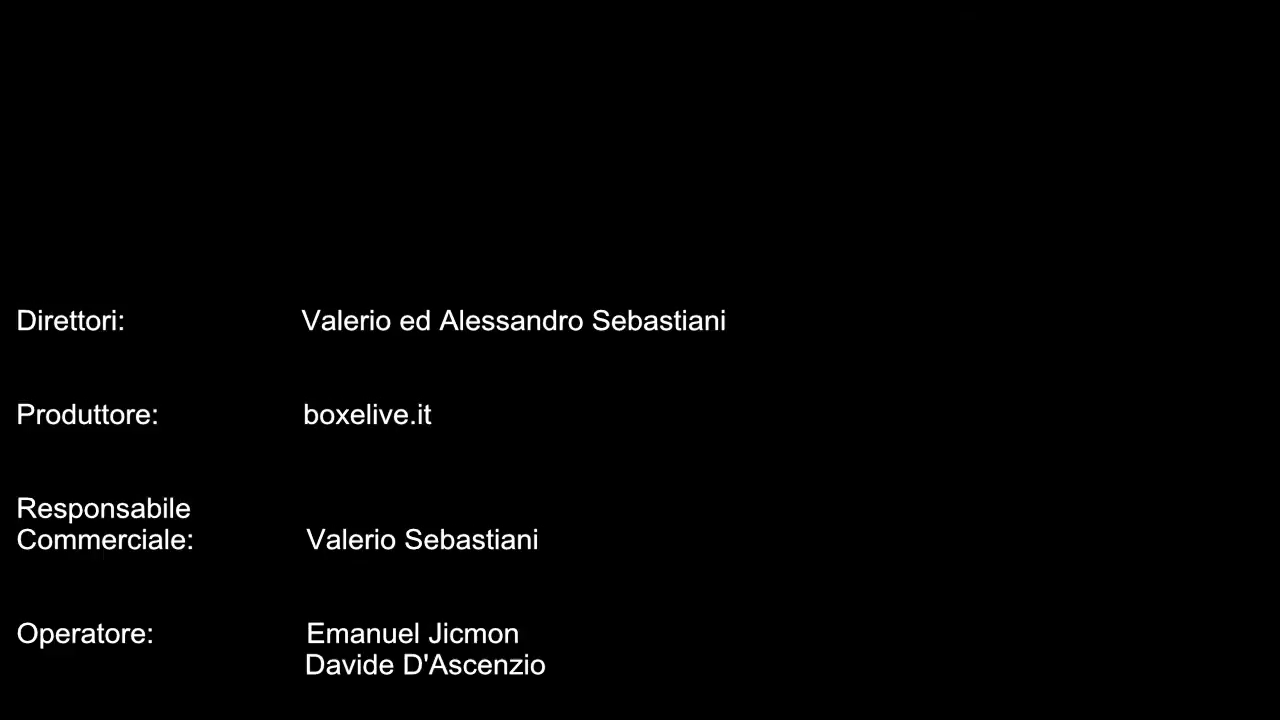 Direttori: Valerio ed Alessandro Sebastiani
Produttore: boxelive.it
Responsabile
Commerciale: Valerio Sebastiani
Operatore: Emanuel Jicmon
Davide D'Ascenzio